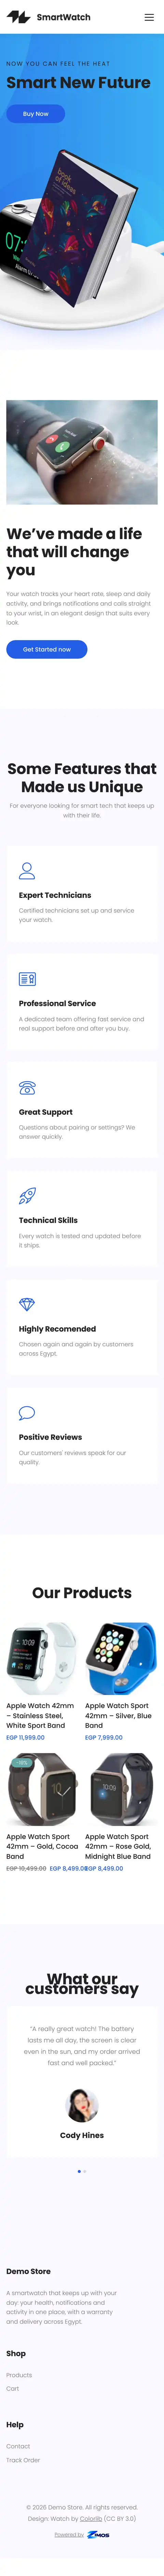 SmartWatch
NOW YOU CAN FEEL THE HEAT
Smart New Future
Buy Now
book
of ideas
07:
We've made a life
that will change
you
Your watch tracks your heart rate, sleep and daily
activity, and brings notifications and calls straight
to your wrist, in an elegant design that suits every
look.
Get Started now
Some Features that
Made us Unique
For everyone looking for smart tech that keeps up
with their life.
Expert Technicians
Certified technicians set up and service
your watch.
Professional Service
A dedicated team offering fast service and
real support before and after you buy.
Great Support
Questions about pairing or settings? We
answer quickly.
Technical Skills
Every watch is tested and updated before
it ships.
Highly Recomended
Chosen again and again by customers
across Egypt.
Positive Reviews
Our customers' reviews speak for our
quality.
Our Products
Apple Watch 42mm
– Stainless Steel,
White Sport Band
EGP 11,999.00
Apple Watch Sport
42mm – Silver, Blue
Band
EGP 7,999.00
Apple Watch Sport
42mm – Gold, Cocoa
Band
EGP 10,499.00 EGP 8,499.00
Apple Watch Sport
42mm – Rose Gold,
Midnight Blue Band
EGP 8,499.00
What our
customers say
“A really great watch! The battery
lasts me all day, the screen is clear
even in the sun, and my order arrived
fast and well packed.”
Cody Hines
Demo Store
A smartwatch that keeps up with your
day: your health, notifications and
activity in one place, with a warranty
and delivery across Egypt.
Shop
Products
Cart
Help
Contact
Track Order
© 2026 Demo Store. All rights reserved.
Design: Watch by Colorlib (CC BY 3.0)
Powered by ZIMOS